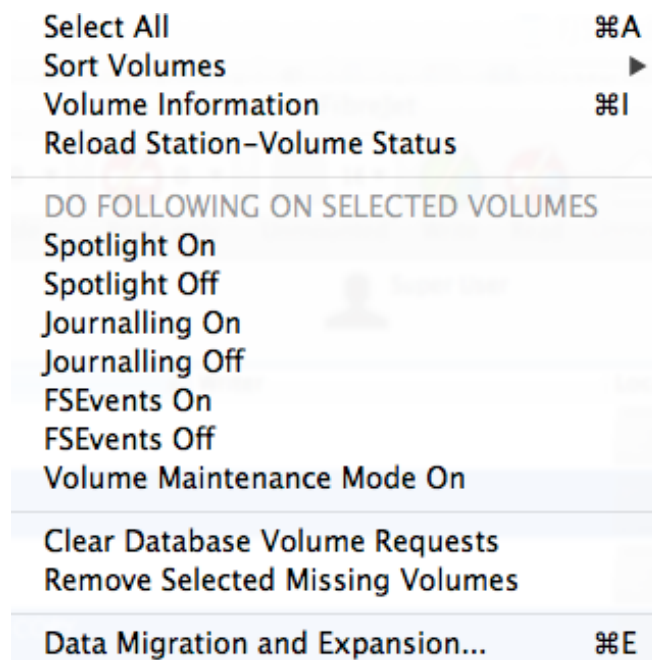 Select All ⌘A
Sort Volumes ▶
Volume Information ⌘I
Reload Station-Volume Status
DO FOLLOWING ON SELECTED VOLUMES
Spotlight On
Spotlight Off
Journalling On
Journalling Off
FSEvents On
FSEvents Off
Volume Maintenance Mode On
Clear Database Volume Requests
Remove Selected Missing Volumes
Data Migration and Expansion... ⌘E